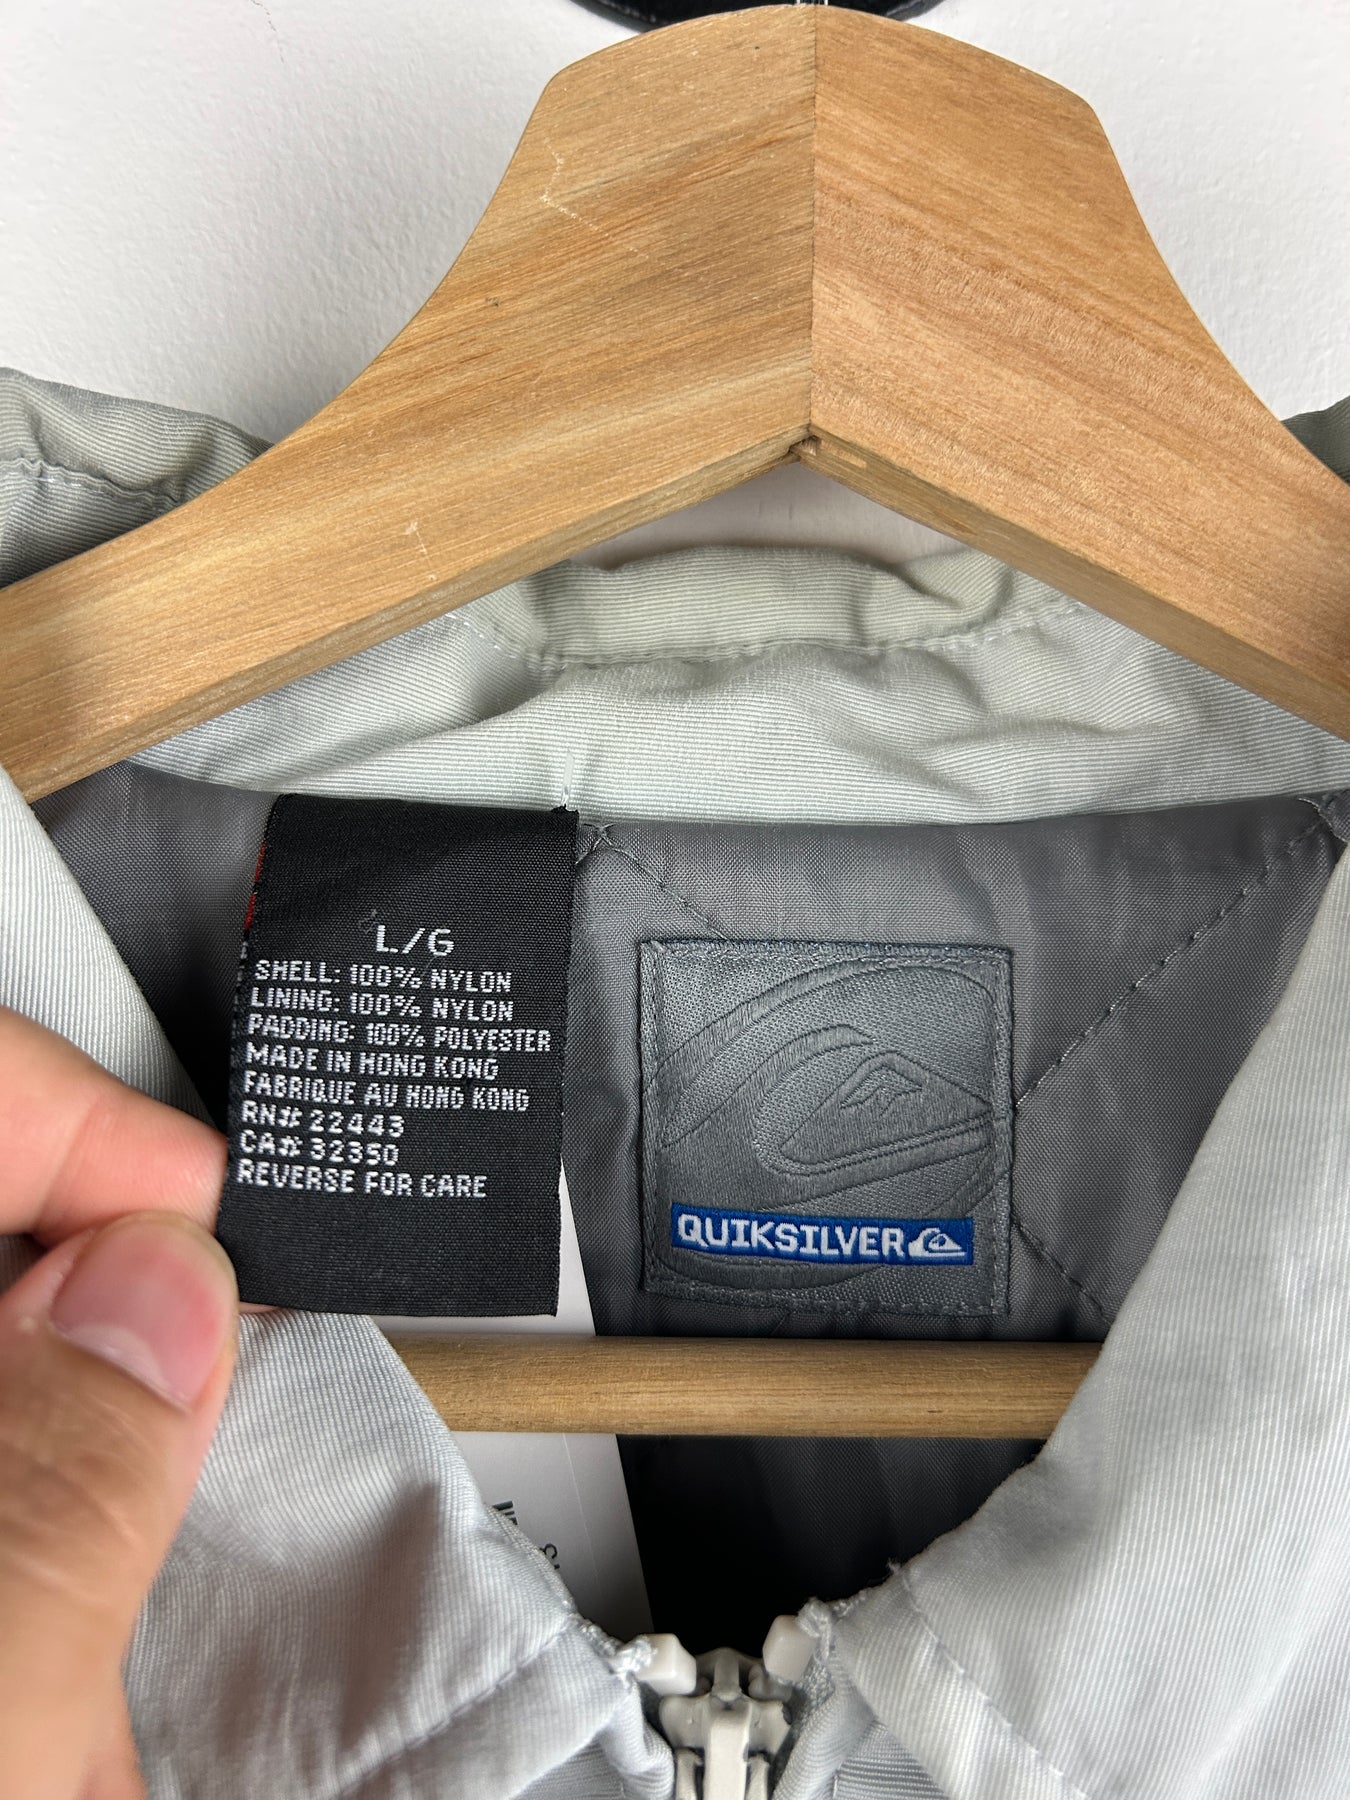 L/G
SHELL: 100% NYLON
LINING: 100% NYLON
PADDING: 100% POLYESTER
MADE IN HONG KONG
FABRIQUE AU HONG KONG
RN# 22443
CA# 32350
REVERSE FOR CARE
QUIKSILVER